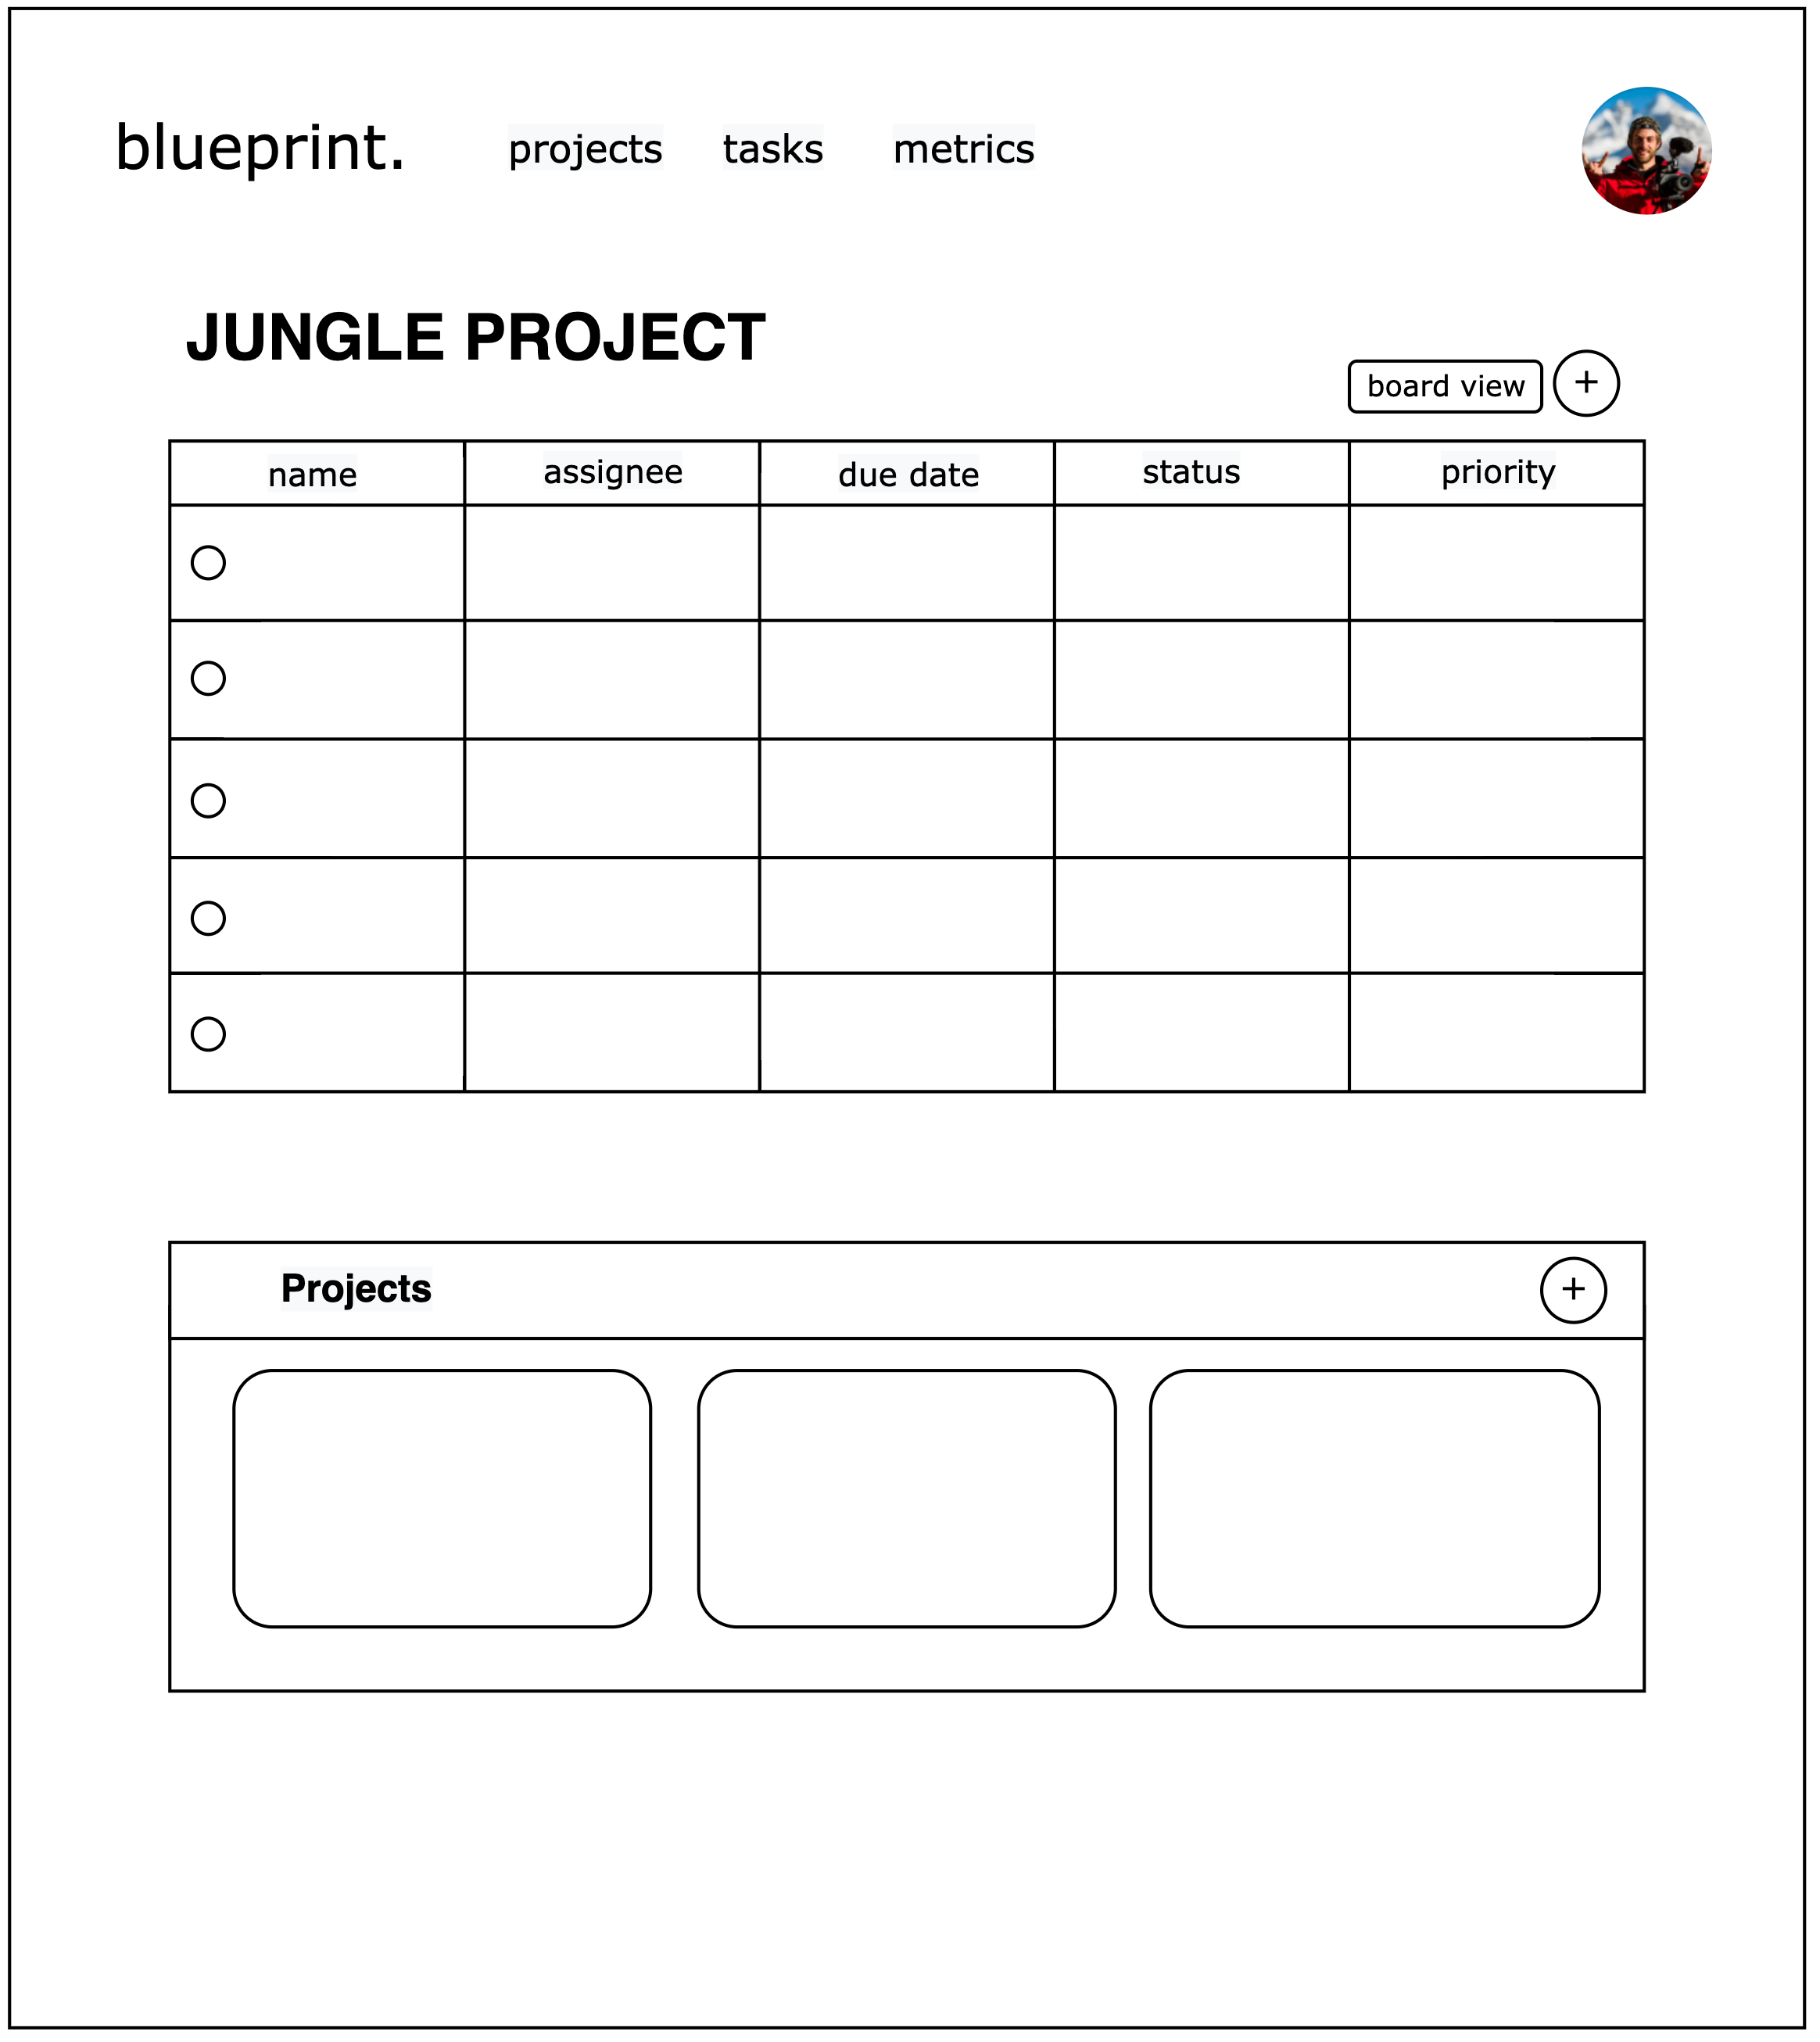 blueprint. projects tasks metrics
JUNGLE PROJECT
board view +
name assignee due date status priority
Projects +